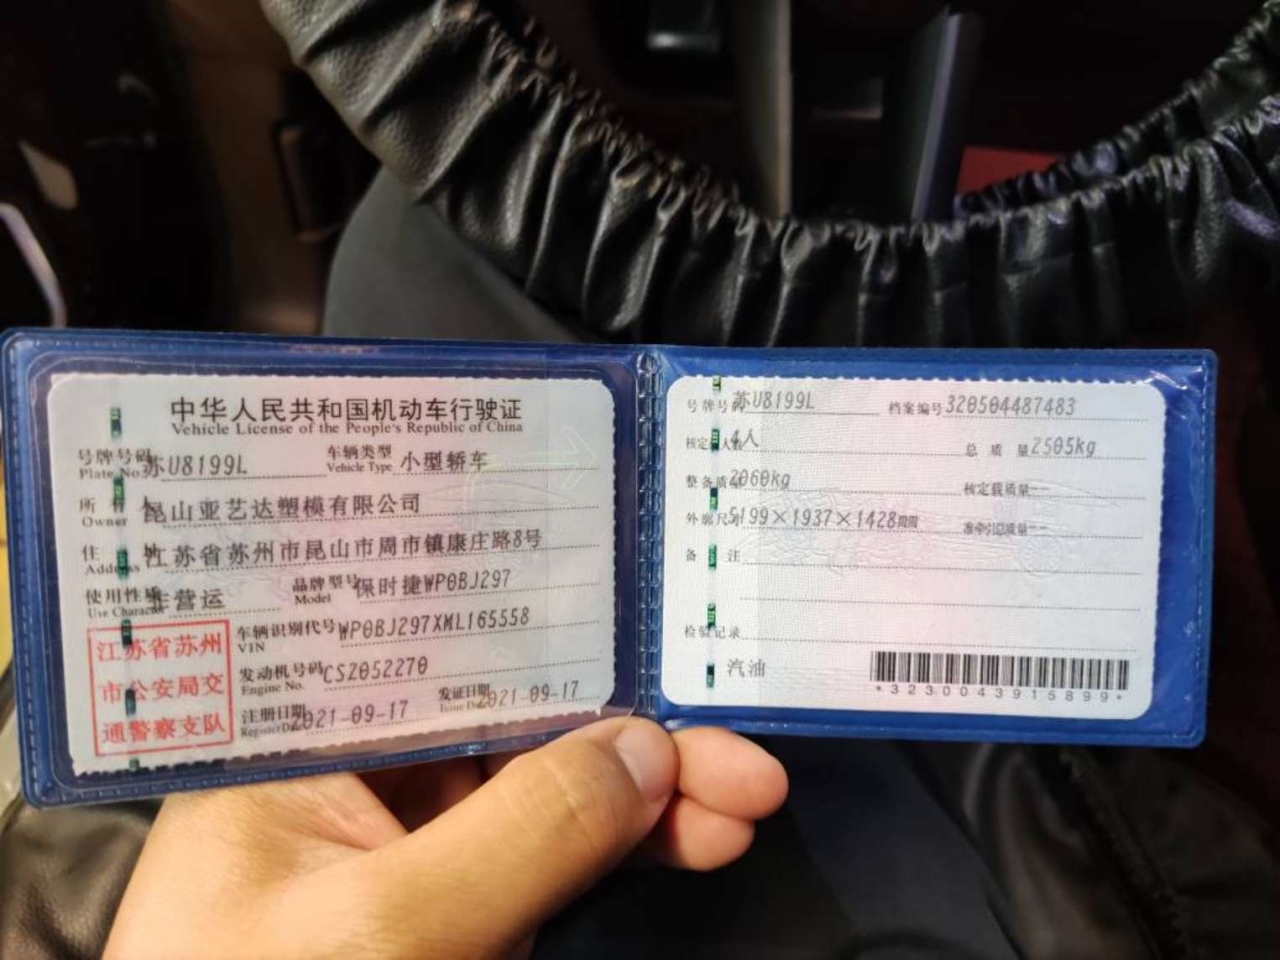 中华人民共和国机动车行驶证
Vehicle License of the People's Republic of China
号牌号码 苏U8199L 车辆类型 小型轿车
Plate No. Vehicle Type
所有人 昆山亚艺达塑模有限公司
Owner
住址 江苏省苏州市昆山市周市镇康庄路8号
Address
使用性质 非营运 品牌型号 保时捷WP0BJ297
Use Character Model
车辆识别代号 WP0BJ297XML165558
VIN
发动机号码 CSZ052270
Engine No.
注册日期 2021-09-17 发证日期 2021-09-17
Register Date Issue Date
江苏省苏州
市公安局交
通警察支队
号牌号码 苏U8199L 档案编号 320504487483
核定载人数 4人 总质量 2505kg
整备质量 2060kg 核定载质量 --
外廓尺寸 5199×1937×1428mm 准牵引总质量 --
备注
检验记录
汽油
*3230043915899*